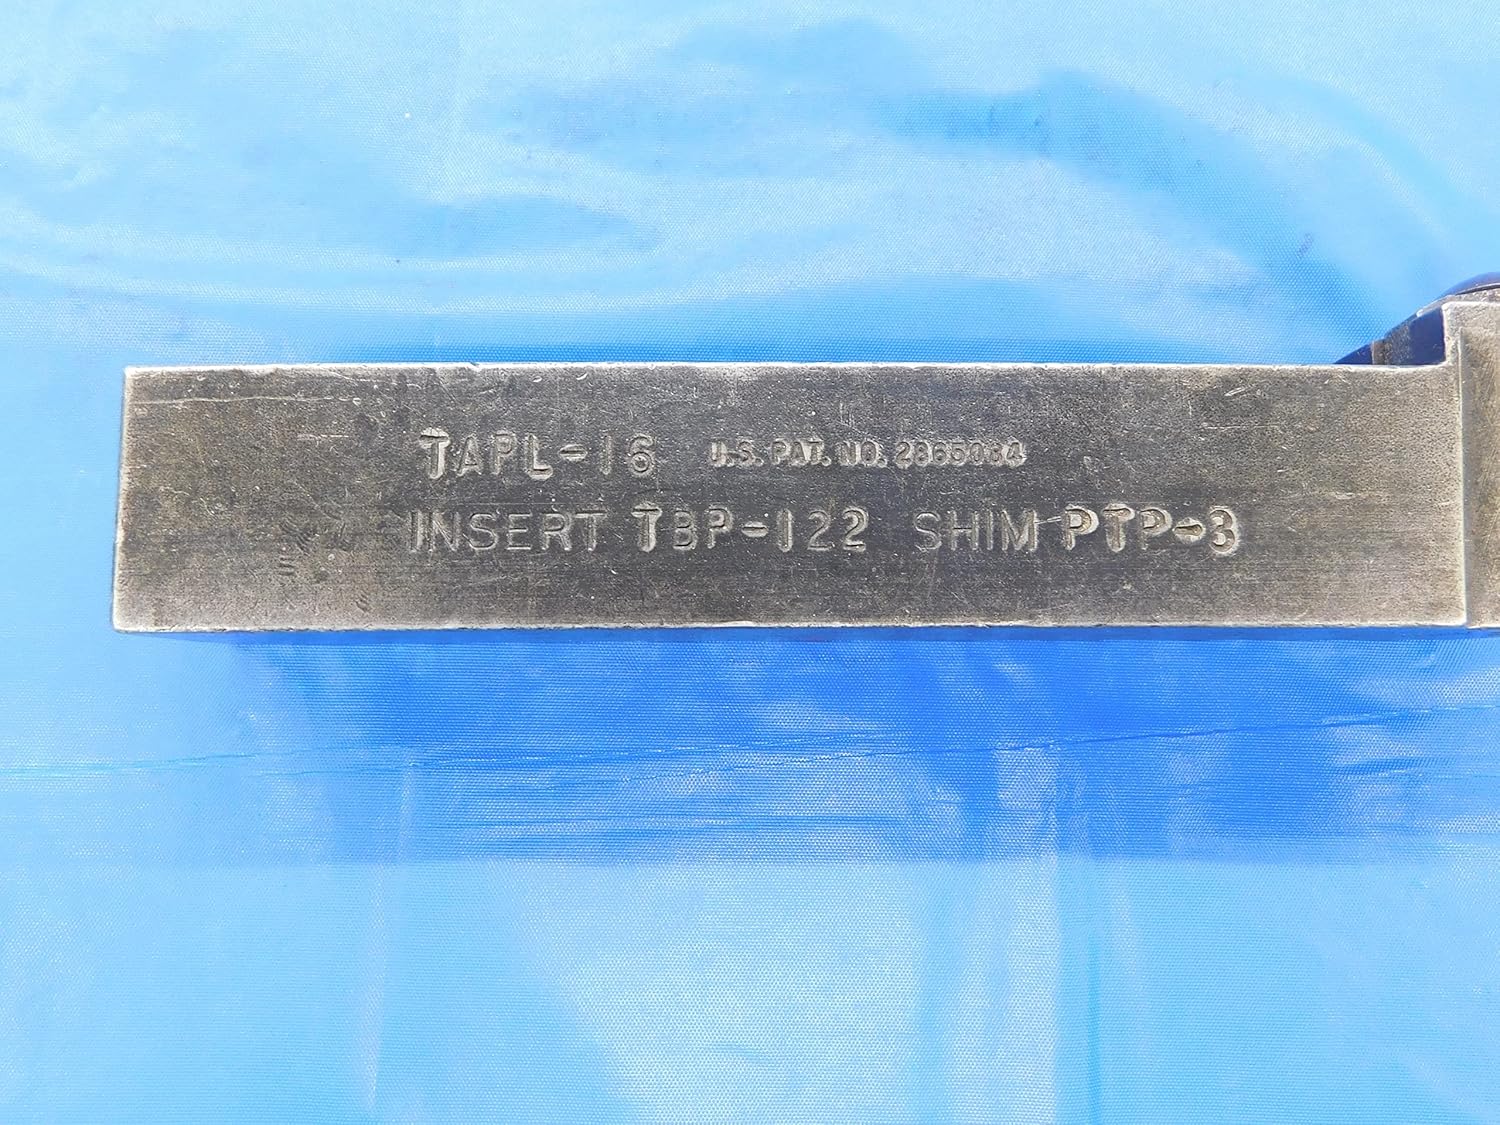 TAPL-16 U.S. PAT. NO. 2865084
INSERT TBP-122 SHIM PTP-3